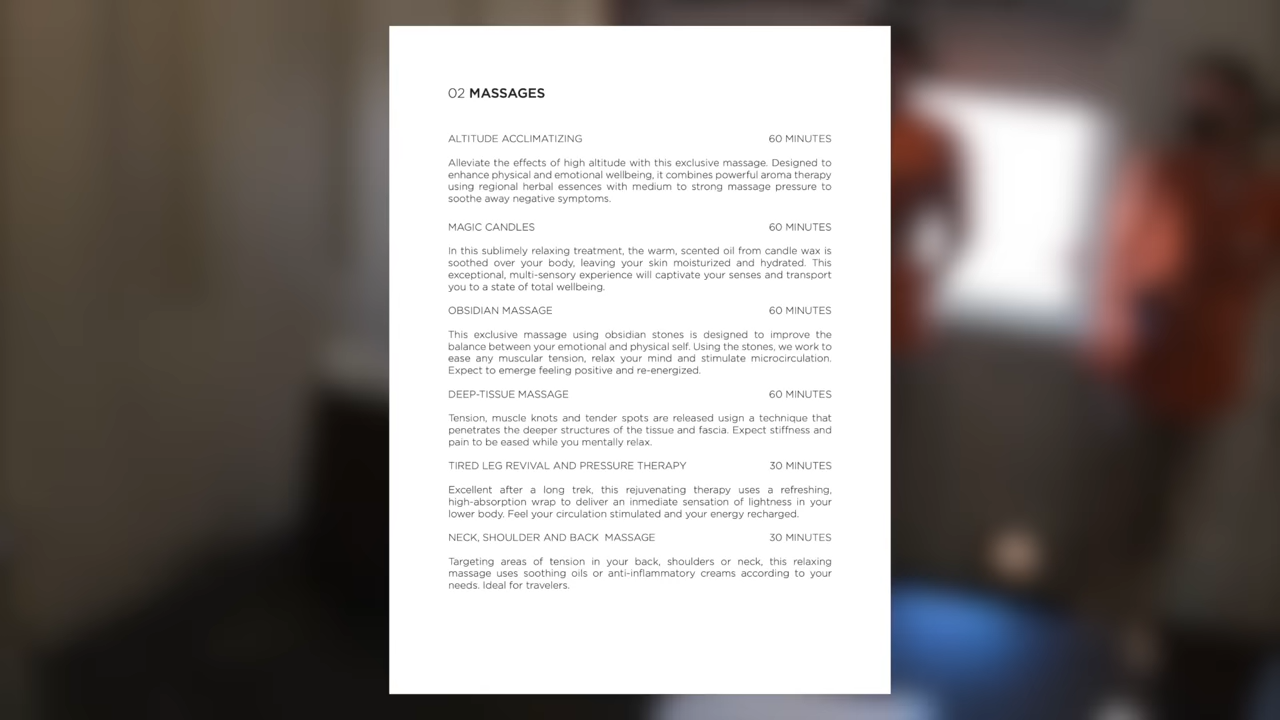 02 MASSAGES
ALTITUDE ACCLIMATIZING 60 MINUTES
Alleviate the effects of high altitude with this exclusive massage. Designed to
enhance physical and emotional wellbeing, it combines powerful aroma therapy
using regional herbal essences with medium to strong massage pressure to
soothe away negative symptoms.
MAGIC CANDLES 60 MINUTES
In this sublimely relaxing treatment, the warm, scented oil from candle wax is
soothed over your body, leaving your skin moisturized and hydrated. This
exceptional, multi-sensory experience will captivate your senses and transport
you to a state of total wellbeing.
OBSIDIAN MASSAGE 60 MINUTES
This exclusive massage using obsidian stones is designed to improve the
balance between your emotional and physical self. Using the stones, we work to
ease any muscular tension, relax your mind and stimulate microcirculation.
Expect to emerge feeling positive and re-energized.
DEEP-TISSUE MASSAGE 60 MINUTES
Tension, muscle knots and tender spots are released usign a technique that
penetrates the deeper structures of the tissue and fascia. Expect stiffness and
pain to be eased while you mentally relax.
TIRED LEG REVIVAL AND PRESSURE THERAPY 30 MINUTES
Excellent after a long trek, this rejuvenating therapy uses a refreshing,
high-absorption wrap to deliver an inmediate sensation of lightness in your
lower body. Feel your circulation stimulated and your energy recharged.
NECK, SHOULDER AND BACK MASSAGE 30 MINUTES
Targeting areas of tension in your back, shoulders or neck, this relaxing
massage uses soothing oils or anti-inflammatory creams according to your
needs. Ideal for travelers.